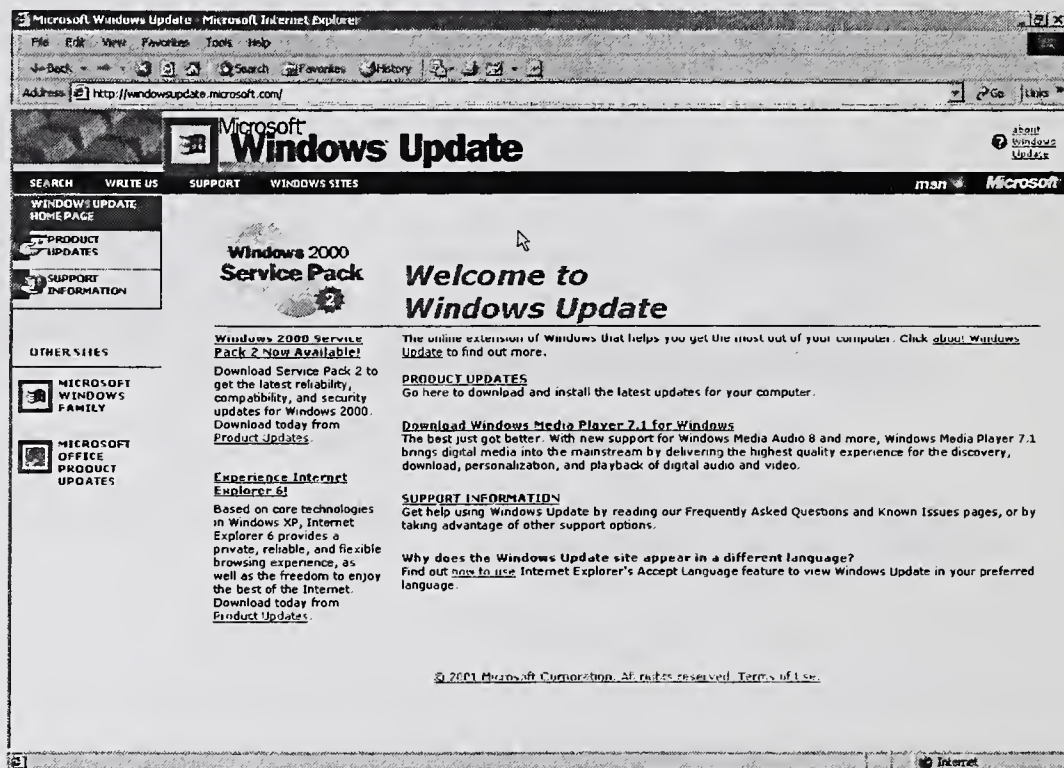 Microsoft Windows Update - Microsoft Internet Explorer
File Edit View Favorites Tools Help
Back Search Favorites History
Address http://windowsupdate.microsoft.com/ Go Links
Microsoft
Windows Update
about Windows Update
SEARCH WRITE US SUPPORT WINDOWS SITES msn Microsoft
WINDOWS UPDATE
HOME PAGE
PRODUCT
UPDATES
SUPPORT
INFORMATION
OTHER SITES
MICROSOFT
WINDOWS
FAMILY
MICROSOFT
OFFICE
PRODUCT
UPDATES
Windows 2000
Service Pack
2
Windows 2000 Service
Pack 2 Now Available!
Download Service Pack 2 to
get the latest reliability,
compatibility, and security
updates for Windows 2000.
Download today from
Product Updates.
Experience Internet
Explorer 6!
Based on core technologies
in Windows XP, Internet
Explorer 6 provides a
private, reliable, and flexible
browsing experience, as
well as the freedom to enjoy
the best of the Internet.
Download today from
Product Updates.
Welcome to
Windows Update
The online extension of Windows that helps you get the most out of your computer. Click about Windows
Update to find out more.
PRODUCT UPDATES
Go here to download and install the latest updates for your computer.
Download Windows Media Player 7.1 for Windows
The best just got better. With new support for Windows Media Audio 8 and more, Windows Media Player 7.1
brings digital media into the mainstream by delivering the highest quality experience for the discovery,
download, personalization, and playback of digital audio and video.
SUPPORT INFORMATION
Get help using Windows Update by reading our Frequently Asked Questions and Known Issues pages, or by
taking advantage of other support options.
Why does the Windows Update site appear in a different language?
Find out how to use Internet Explorer's Accept Language feature to view Windows Update in your preferred
language.
© 2001 Microsoft Corporation. All rights reserved. Terms of Use.
Internet